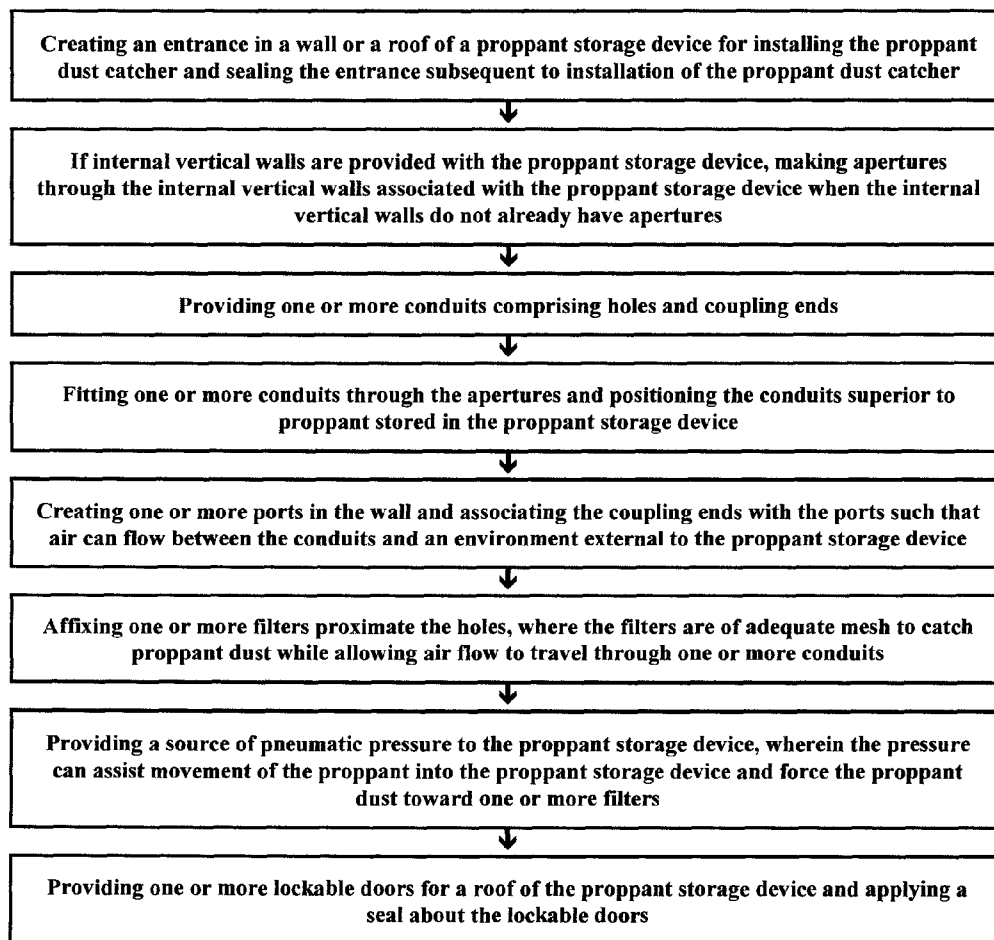 Creating an entrance in a wall or a roof of a proppant storage device for installing the proppant
dust catcher and sealing the entrance subsequent to installation of the proppant dust catcher
If internal vertical walls are provided with the proppant storage device, making apertures
through the internal vertical walls associated with the proppant storage device when the internal
vertical walls do not already have apertures
Providing one or more conduits comprising holes and coupling ends
Fitting one or more conduits through the apertures and positioning the conduits superior to
proppant stored in the proppant storage device
Creating one or more ports in the wall and associating the coupling ends with the ports such that
air can flow between the conduits and an environment external to the proppant storage device
Affixing one or more filters proximate the holes, where the filters are of adequate mesh to catch
proppant dust while allowing air flow to travel through one or more conduits
Providing a source of pneumatic pressure to the proppant storage device, wherein the pressure
can assist movement of the proppant into the proppant storage device and force the proppant
dust toward one or more filters
Providing one or more lockable doors for a roof of the proppant storage device and applying a
seal about the lockable doors